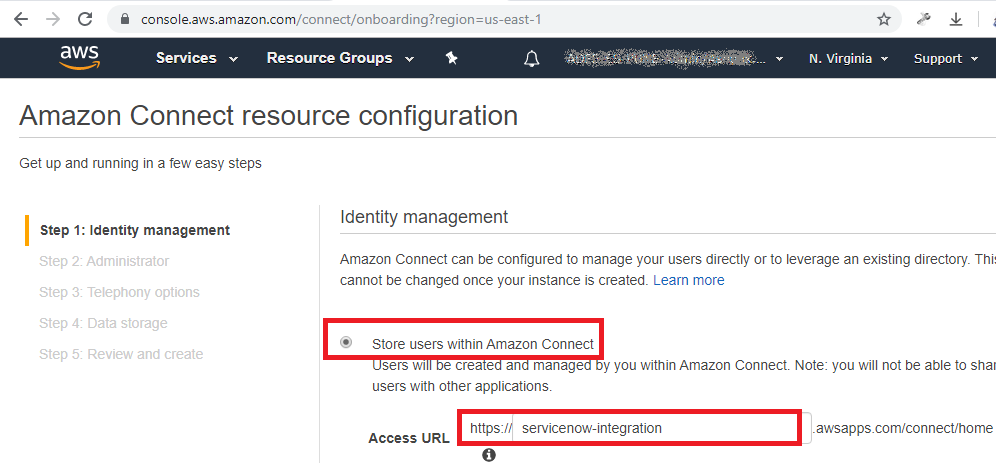 console.aws.amazon.com/connect/onboarding?region=us-east-1
aws Services Resource Groups N. Virginia Support
Amazon Connect resource configuration
Get up and running in a few easy steps
Step 1: Identity management
Step 2: Administrator
Step 3: Telephony options
Step 4: Data storage
Step 5: Review and create
Identity management
Amazon Connect can be configured to manage your users directly or to leverage an existing directory. This
cannot be changed once your instance is created. Learn more
Store users within Amazon Connect
Users will be created and managed by you within Amazon Connect. Note: you will not be able to shar
users with other applications.
Access URL https:// servicenow-integration .awsapps.com/connect/home